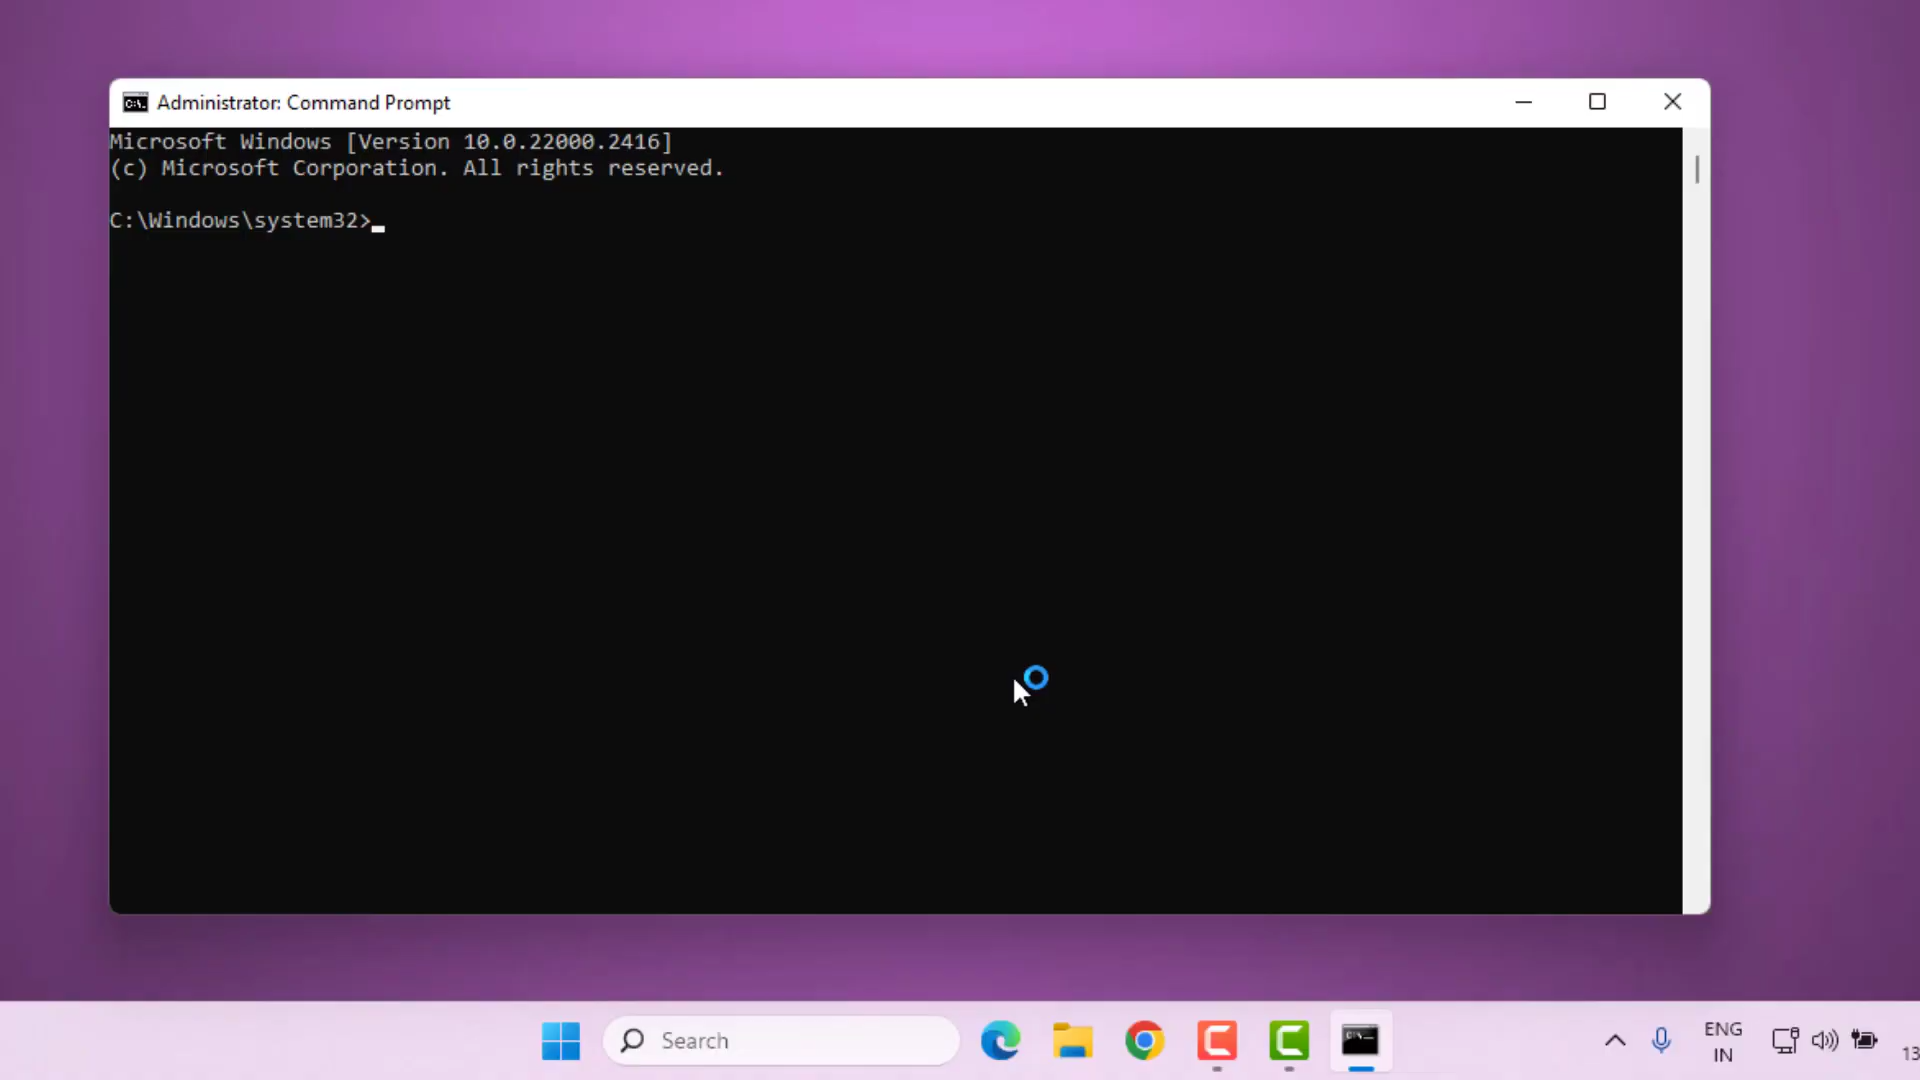 Administrator: Command Prompt
Microsoft Windows [Version 10.0.22000.2416]
(c) Microsoft Corporation. All rights reserved.
C:\Windows\system32>
Search
ENG
IN
13